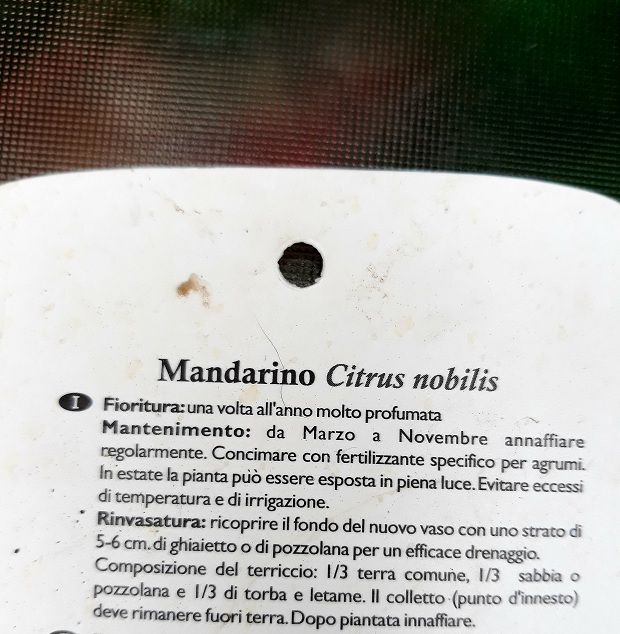 Mandarino Citrus nobilis
I Fioritura: una volta all'anno molto profumata
Mantenimento: da Marzo a Novembre annaffiare
regolarmente. Concimare con fertilizzante specifico per agrumi.
In estate la pianta può essere esposta in piena luce. Evitare eccessi
di temperatura e di irrigazione.
Rinvasatura: ricoprire il fondo del nuovo vaso con uno strato di
5-6 cm. di ghiaietto o di pozzolana per un efficace drenaggio.
Composizione del terriccio: 1/3 terra comune, 1/3 sabbia o
pozzolana e 1/3 di torba e letame. Il colletto (punto d'innesto)
deve rimanere fuori terra. Dopo piantata innaffiare.